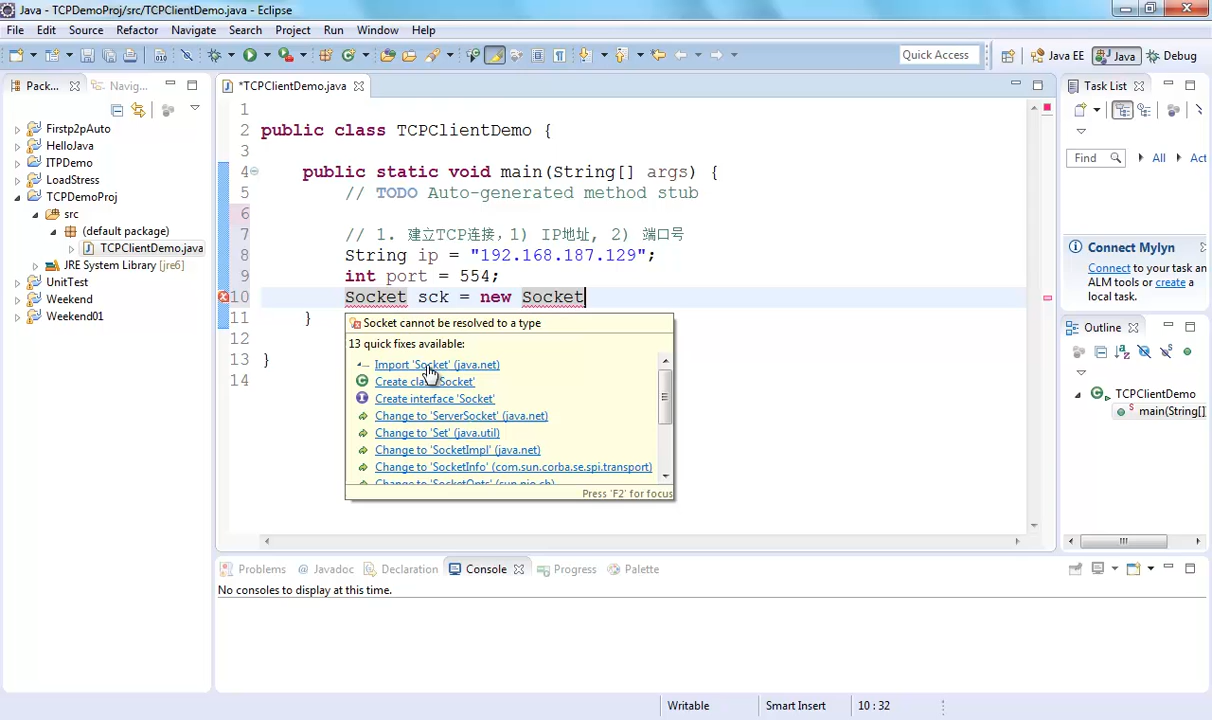 Java - TCPDemoProj/src/TCPClientDemo.java - Eclipse
File Edit Source Refactor Navigate Search Project Run Window Help
Quick Access Java EE Java Debug
Pack... Navig...
*TCPClientDemo.java
Task List
Firstp2pAuto
HelloJava
ITPDemo
LoadStress
TCPDemoProj
src
(default package)
TCPClientDemo.java
JRE System Library [jre6]
UnitTest
Weekend
Weekend01
1
2 public class TCPClientDemo {
3
4 public static void main(String[] args) {
5 // TODO Auto-generated method stub
6
7 // 1. 建立TCP连接，1) IP地址, 2) 端口号
8 String ip = "192.168.187.129";
9 int port = 554;
10 Socket sck = new Socket
11 }
12
13 }
14
Socket cannot be resolved to a type
13 quick fixes available:
Import 'Socket' (java.net)
Create class 'Socket'
Create interface 'Socket'
Change to 'ServerSocket' (java.net)
Change to 'Set' (java.util)
Change to 'SocketImpl' (java.net)
Change to 'SocketInfo' (com.sun.corba.se.spi.transport)
Change to 'SocketOpts' (sun.nio.ch)
Press 'F2' for focus
Find All Act
Connect Mylyn
Connect to your task and
ALM tools or create a
local task.
Outline
TCPClientDemo
main(String[]
Problems Javadoc Declaration Console Progress Palette
No consoles to display at this time.
Writable Smart Insert 10 : 32